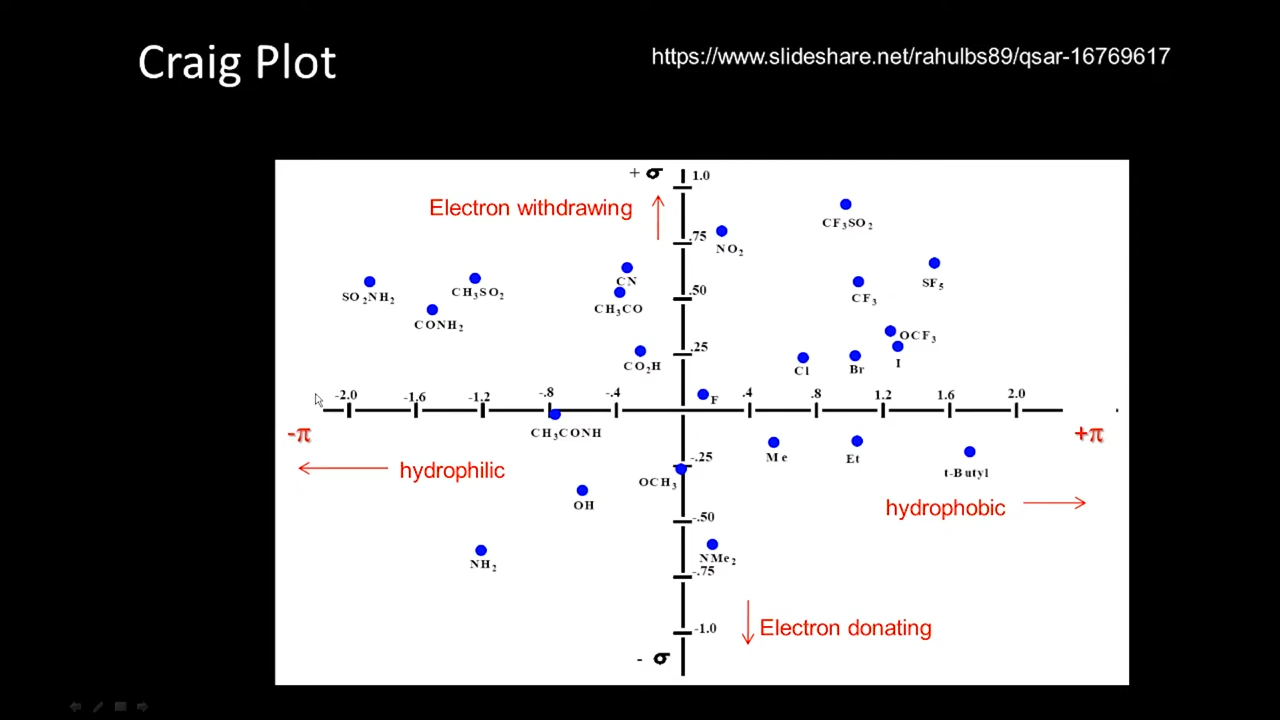 Craig Plot
https://www.slideshare.net/rahulbs89/qsar-16769617
+ σ
1.0
Electron withdrawing
CF₃SO₂
.75
NO₂
SF₅
CN
.50
SO₂NH₂
CH₃SO₂
CF₃
CH₃CO
CONH₂
OCF₃
.25
CO₂H
Cl
Br
I
-2.0 -1.6 -1.2 -.8 -.4 .4 .8 1.2 1.6 2.0
F
-π
CH₃CONH
+π
-.25
Me
Et
hydrophilic
t-Butyl
OCH₃
OH
hydrophobic
-.50
NMe₂
NH₂
-.75
-1.0
Electron donating
- σ